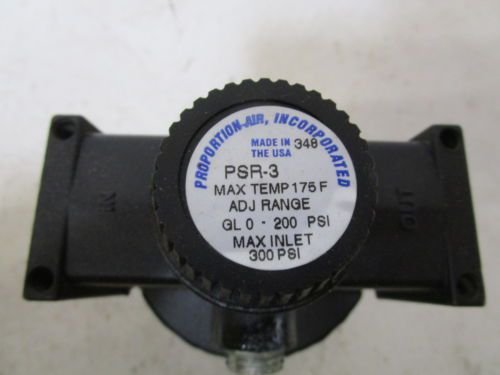 PROPORTION-AIR, INCORPORATED
MADE IN 348
THE USA
PSR-3
MAX TEMP 175 F
ADJ RANGE
GL 0 - 200 PSI
MAX INLET
300 PSI
IN
OUT